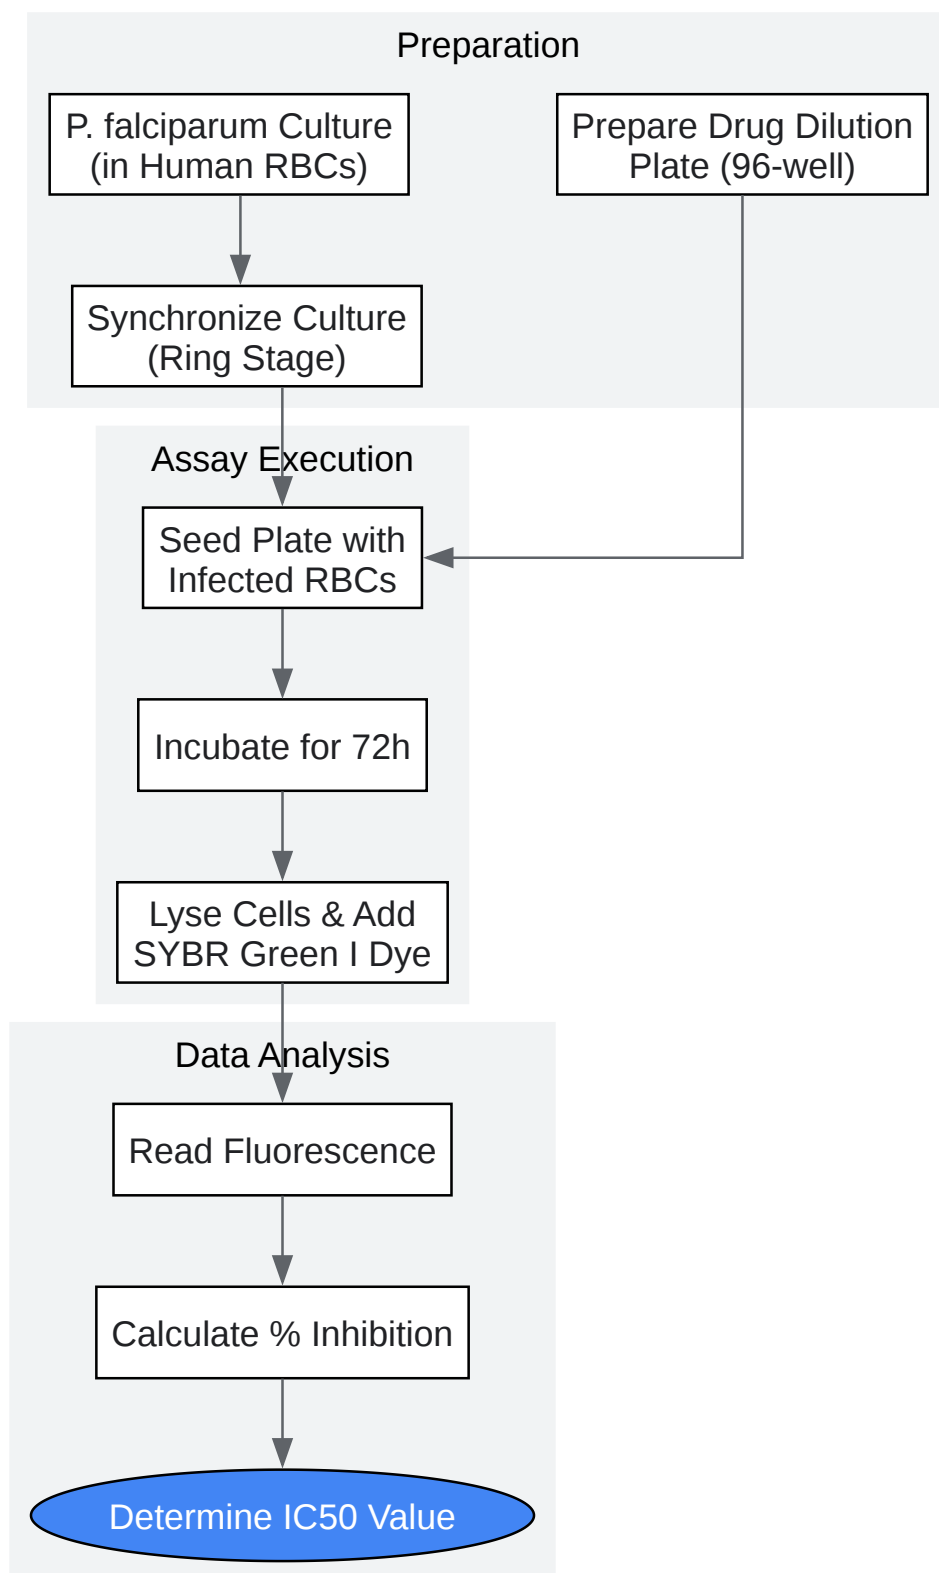 Preparation
P. falciparum Culture
(in Human RBCs)
Prepare Drug Dilution
Plate (96-well)
Synchronize Culture
(Ring Stage)
Assay Execution
Seed Plate with
Infected RBCs
Incubate for 72h
Lyse Cells & Add
SYBR Green I Dye
Data Analysis
Read Fluorescence
Calculate % Inhibition
Determine IC50 Value